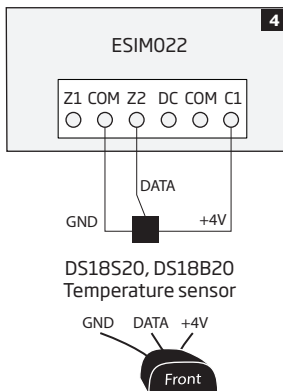 4
ESIM022
Z1 COM Z2 DC COM C1
DATA
GND +4V
DS18S20, DS18B20
Temperature sensor
GND DATA +4V
Front